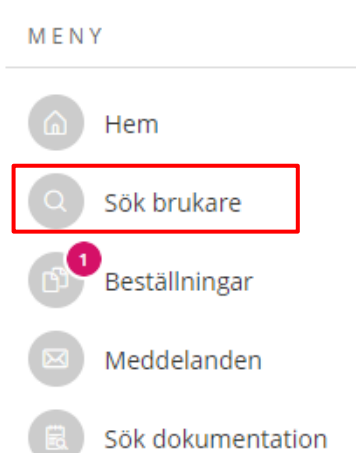 MENY
Hem
Sök brukare
1
Beställningar
Meddelanden
Sök dokumentation